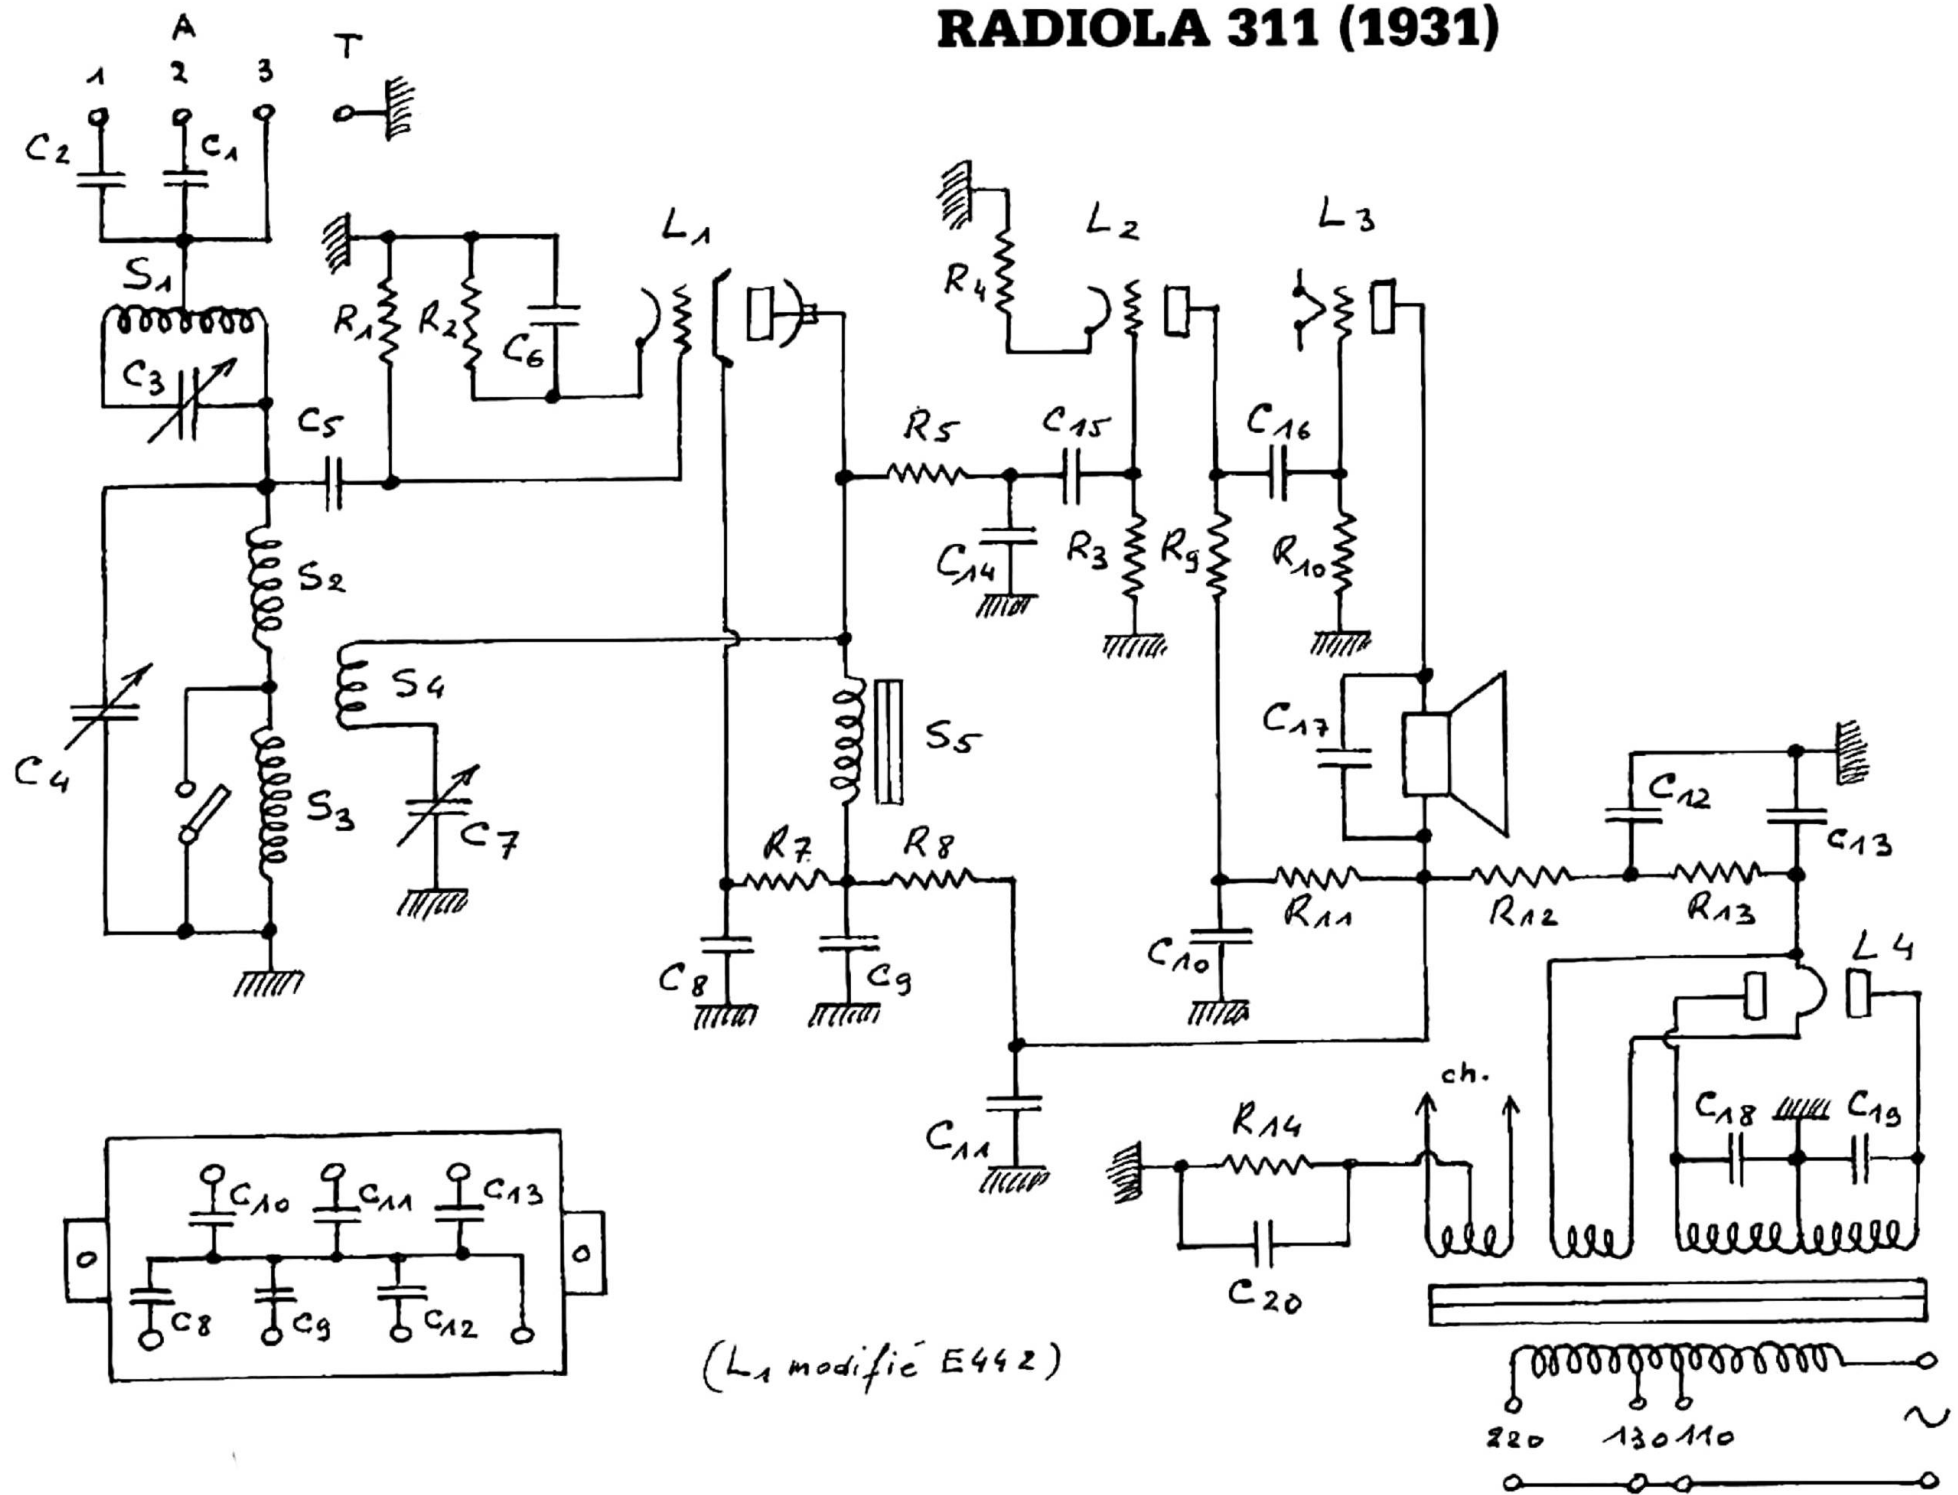 RADIOLA 311 (1931)
A
T
1 2 3
C2
C1
S1
C3
R1
R2
C6
L1
R4
L2
L3
C5
R5
C15
C16
C14
R3
R9
R10
S2
S4
C4
S3
C7
S5
C17
C12
C13
R7
R8
R11
R12
R13
C8
C9
C10
L4
C11
ch.
R14
C18
C19
C20
C10
C11
C13
C8
C9
C12
(L1 modifié E442)
220 130 110
~